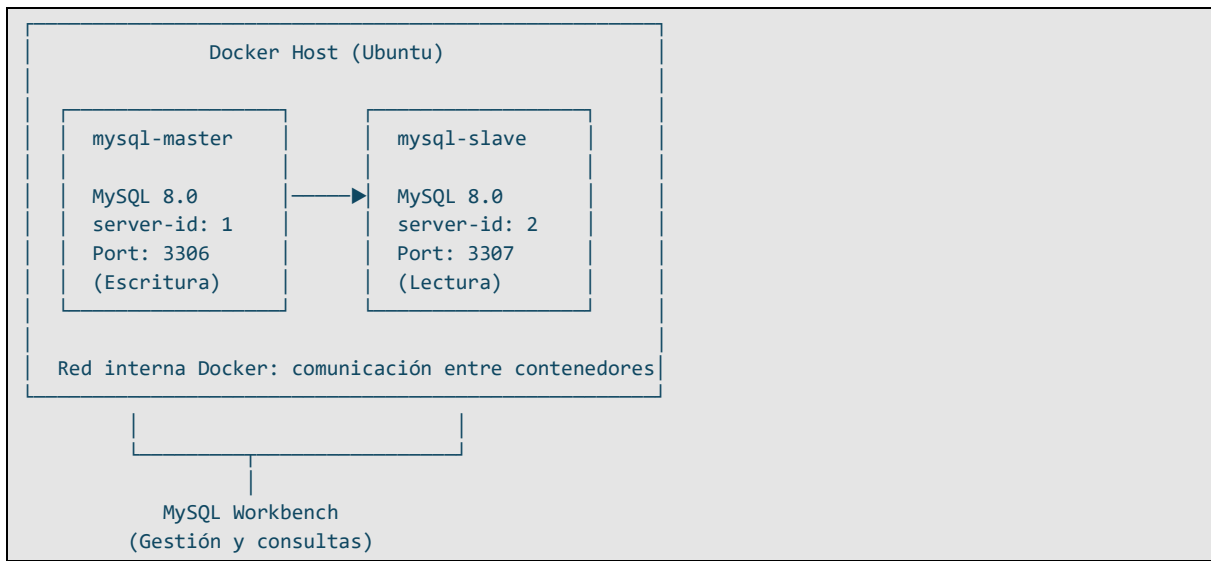 Docker Host (Ubuntu)
mysql-master mysql-slave
MySQL 8.0 MySQL 8.0
server-id: 1 server-id: 2
Port: 3306 Port: 3307
(Escritura) (Lectura)
Red interna Docker: comunicación entre contenedores
MySQL Workbench
(Gestión y consultas)